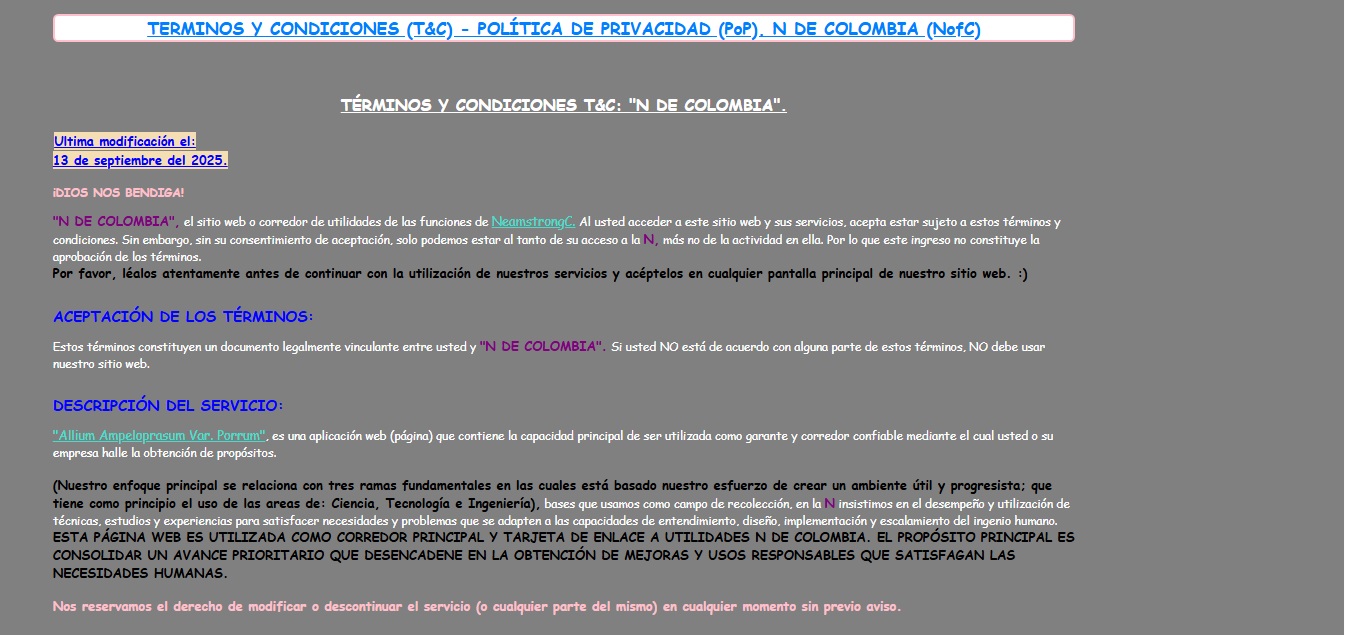 TERMINOS Y CONDICIONES (T&C) - POLÍTICA DE PRIVACIDAD (PoP), N DE COLOMBIA (NofC)
TÉRMINOS Y CONDICIONES T&C: "N DE COLOMBIA".
Ultima modificación el:
13 de septiembre del 2025.
¡DIOS NOS BENDIGA!
"N DE COLOMBIA", el sitio web o corredor de utilidades de las funciones de NeamstrongC. Al usted acceder a este sitio web y sus servicios, acepta estar sujeto a estos términos y
condiciones. Sin embargo, sin su consentimiento de aceptación, solo podemos estar al tanto de su acceso a la N, más no de la actividad en ella. Por lo que este ingreso no constituye la
aprobación de los términos.
Por favor, léalos atentamente antes de continuar con la utilización de nuestros servicios y acéptelos en cualquier pantalla principal de nuestro sitio web. :)
ACEPTACIÓN DE LOS TÉRMINOS:
Estos términos constituyen un documento legalmente vinculante entre usted y "N DE COLOMBIA". Si usted NO está de acuerdo con alguna parte de estos términos, NO debe usar
nuestro sitio web.
DESCRIPCIÓN DEL SERVICIO:
"Allium Ampeloprasum Var. Porrum", es una aplicación web (página) que contiene la capacidad principal de ser utilizada como garante y corredor confiable mediante el cual usted o su
empresa halle la obtención de propósitos.
(Nuestro enfoque principal se relaciona con tres ramas fundamentales en las cuales está basado nuestro esfuerzo de crear un ambiente útil y progresista; que
tiene como principio el uso de las areas de: Ciencia, Tecnología e Ingeniería), bases que usamos como campo de recolección, en la N insistimos en el desempeño y utilización de
técnicas, estudios y experiencias para satisfacer necesidades y problemas que se adapten a las capacidades de entendimiento, diseño, implementación y escalamiento del ingenio humano.
ESTA PÁGINA WEB ES UTILIZADA COMO CORREDOR PRINCIPAL Y TARJETA DE ENLACE A UTILIDADES N DE COLOMBIA. EL PROPÓSITO PRINCIPAL ES
CONSOLIDAR UN AVANCE PRIORITARIO QUE DESENCADENE EN LA OBTENCIÓN DE MEJORAS Y USOS RESPONSABLES QUE SATISFAGAN LAS
NECESIDADES HUMANAS.
Nos reservamos el derecho de modificar o descontinuar el servicio (o cualquier parte del mismo) en cualquier momento sin previo aviso.